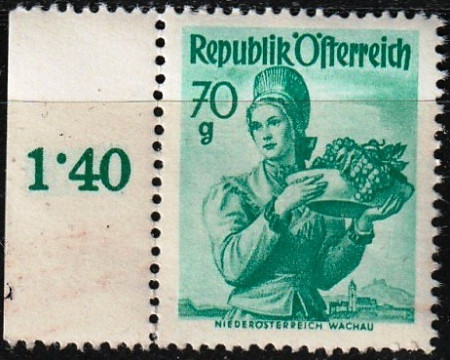 Republik Österreich
70
g
1·40
NIEDERÖSTERREICH WACHAU